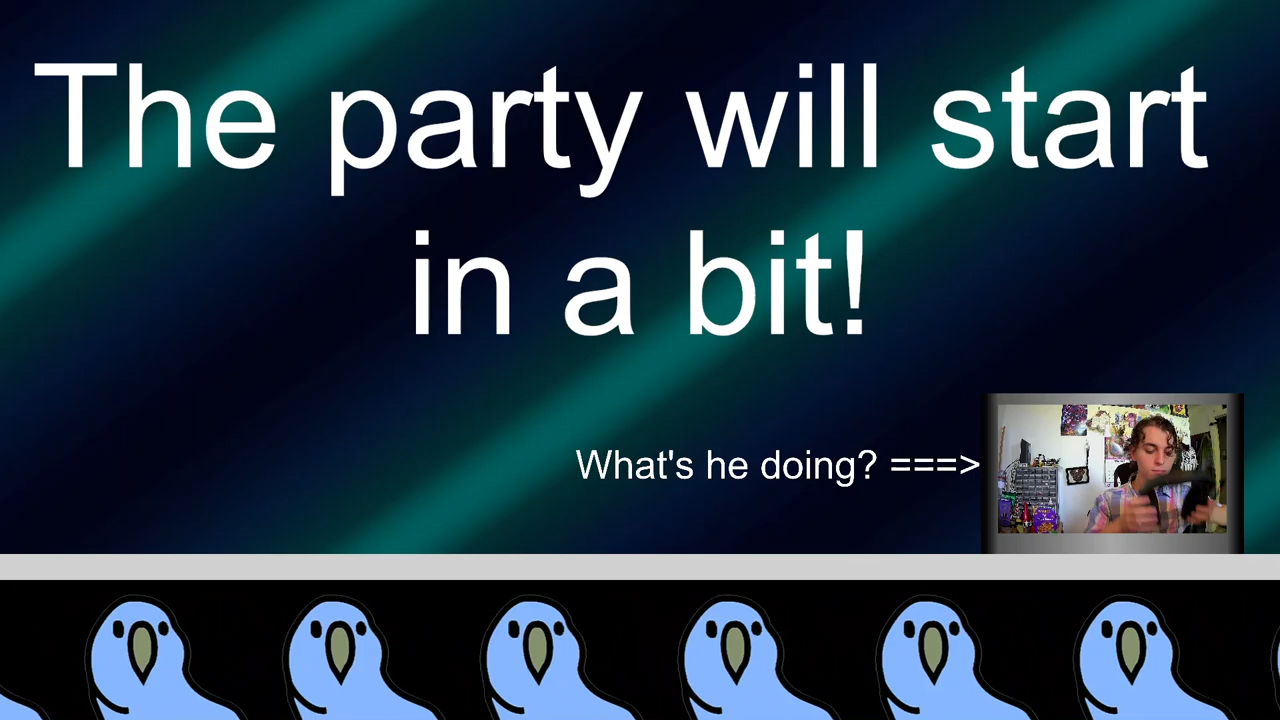 The party will start
in a bit!
What's he doing? ===>